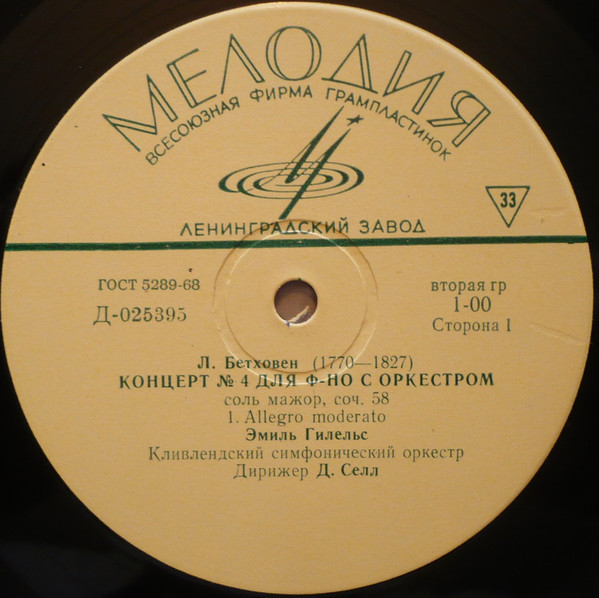 МЕЛОДИЯ
ВСЕСОЮЗНАЯ ФИРМА ГРАМПЛАСТИНОК
33
ЛЕНИНГРАДСКИЙ ЗАВОД
ГОСТ 5289-68
Д-025395
вторая гр
1-00
Сторона 1
Л. Бетховен (1770—1827)
КОНЦЕРТ № 4 ДЛЯ Ф-НО С ОРКЕСТРОМ
соль мажор, соч. 58
1. Allegro moderato
Эмиль Гилельс
Кливлендский симфонический оркестр
Дирижер Д. Селл